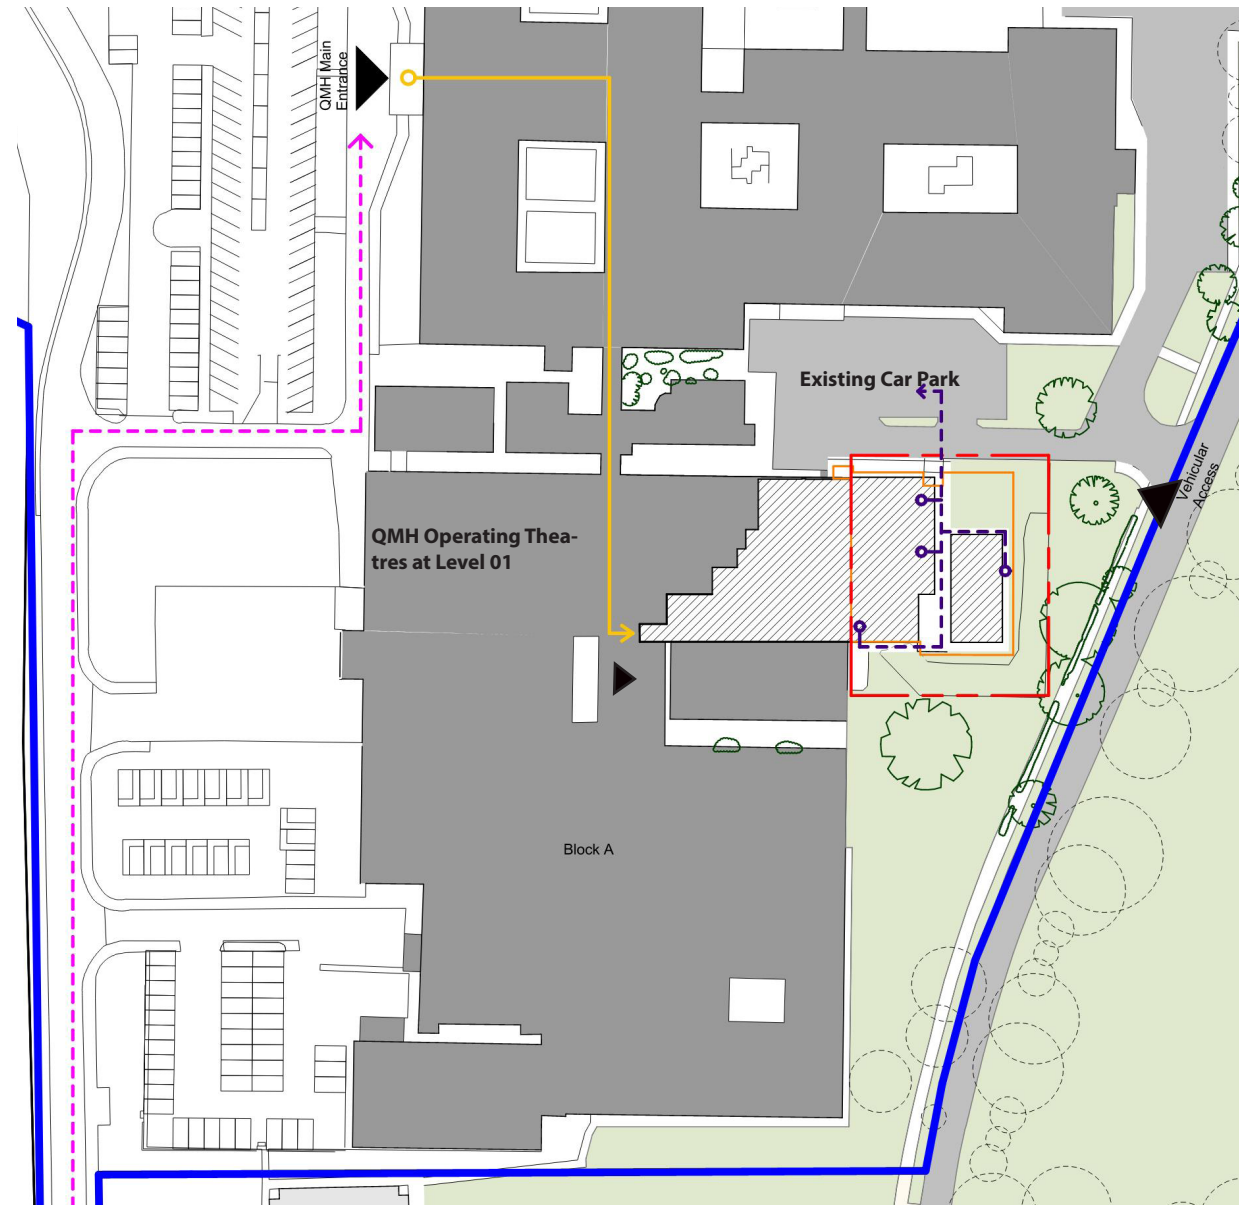 QMH Main
Entrance
Existing Car Park
Vehicular
Access
QMH Operating Thea-
tres at Level 01
Block A